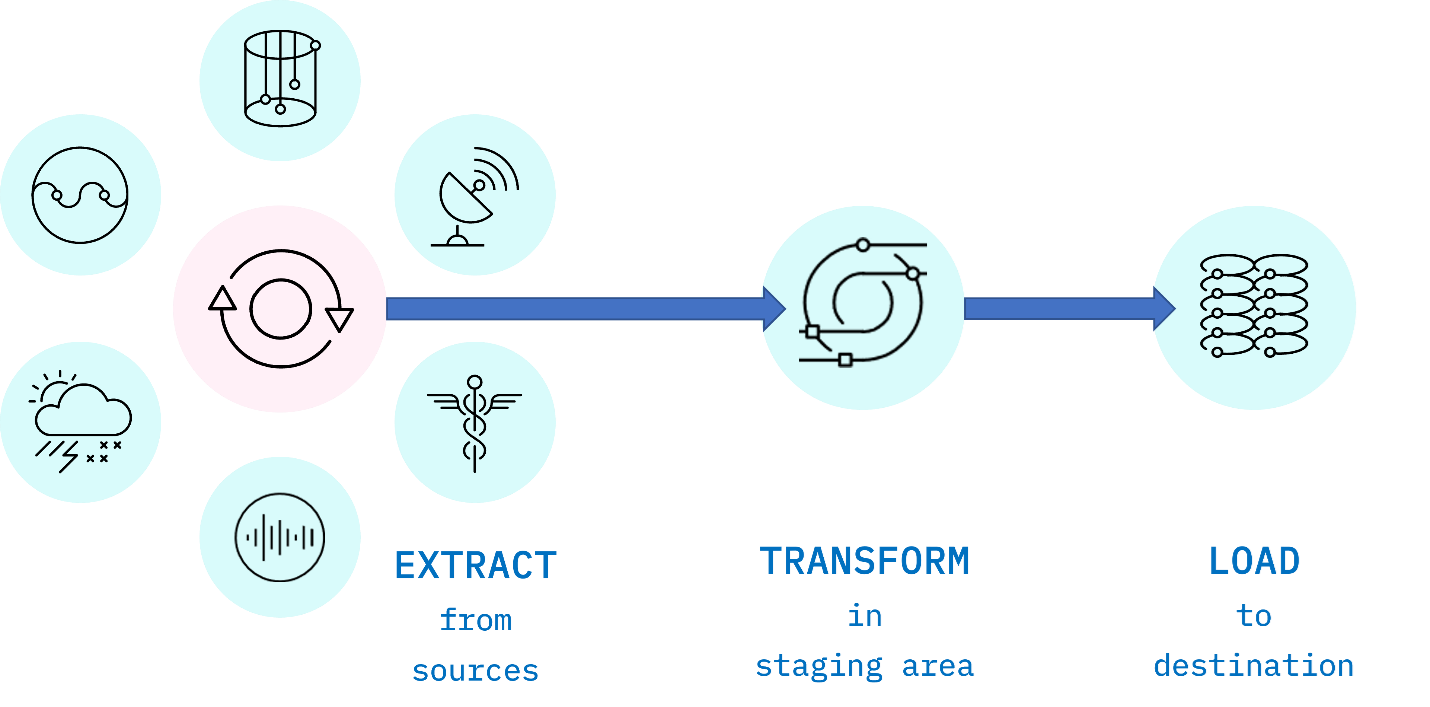 EXTRACT
from
sources
TRANSFORM
in
staging area
LOAD
to
destination